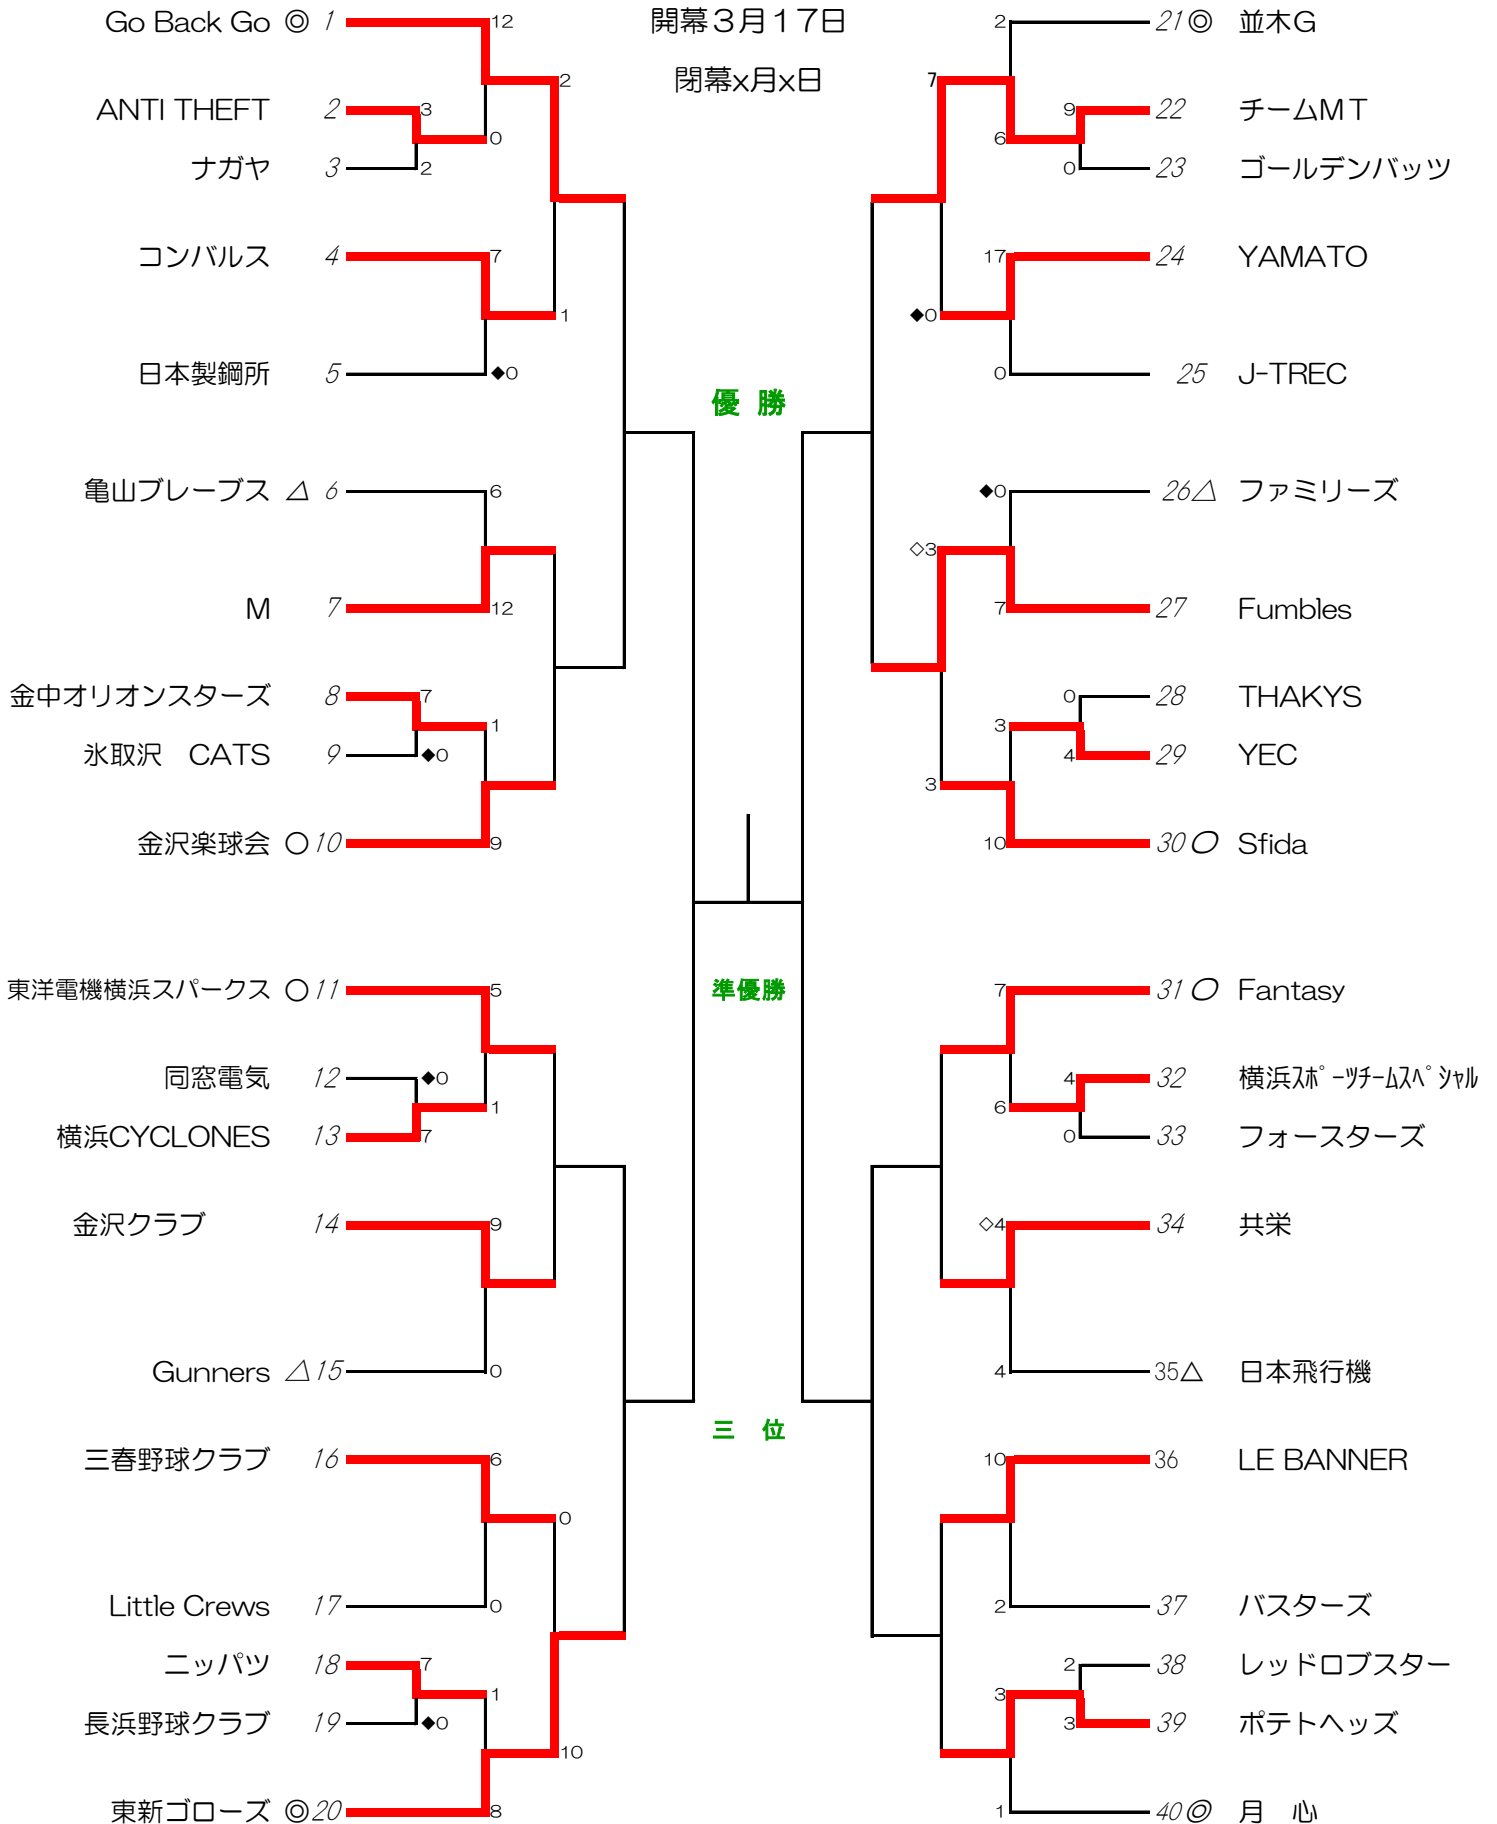 開幕3月17日
閉幕x月x日
Go Back Go ◎ 1 12
2
ANTI THEFT 2 3
0
ナガヤ 3 2
コンバルス 4 7
1
日本製鋼所 5 ◆0
亀山ブレーブス △ 6 6
M 7 12
金中オリオンスターズ 8 7
1
氷取沢　CATS 9 ◆0
金沢楽球会 ○ 10 9
東洋電機横浜スパークス ○ 11 5
同窓電気 12 ◆0
1
横浜CYCLONES 13 7
金沢クラブ 14 9
Gunners △ 15 0
三春野球クラブ 16 6
0
Little Crews 17 0
ニッパツ 18 7
1
長浜野球クラブ 19 ◆0
10
東新ゴローズ ◎ 20 8
優 勝
準優勝
三 位
2 21 ◎ 並木G
7
9 22 チームMT
6
0 23 ゴールデンバッツ
17 24 YAMATO
◆0
0 25 J-TREC
◆0 26 △ ファミリーズ
◇3
7 27 Fumbles
0 28 THAKYS
3
4 29 YEC
3
10 30 ○ Sfida
7 31 ○ Fantasy
4 32 横浜ｽﾎﾟｰﾂﾁｰﾑｽﾍﾟｼｬﾙ
6
0 33 フォースターズ
◇4 34 共栄
4 35 △ 日本飛行機
10 36 LE BANNER
2 37 バスターズ
2 38 レッドロブスター
3
3 39 ポテトヘッズ
1 40 ◎ 月　心